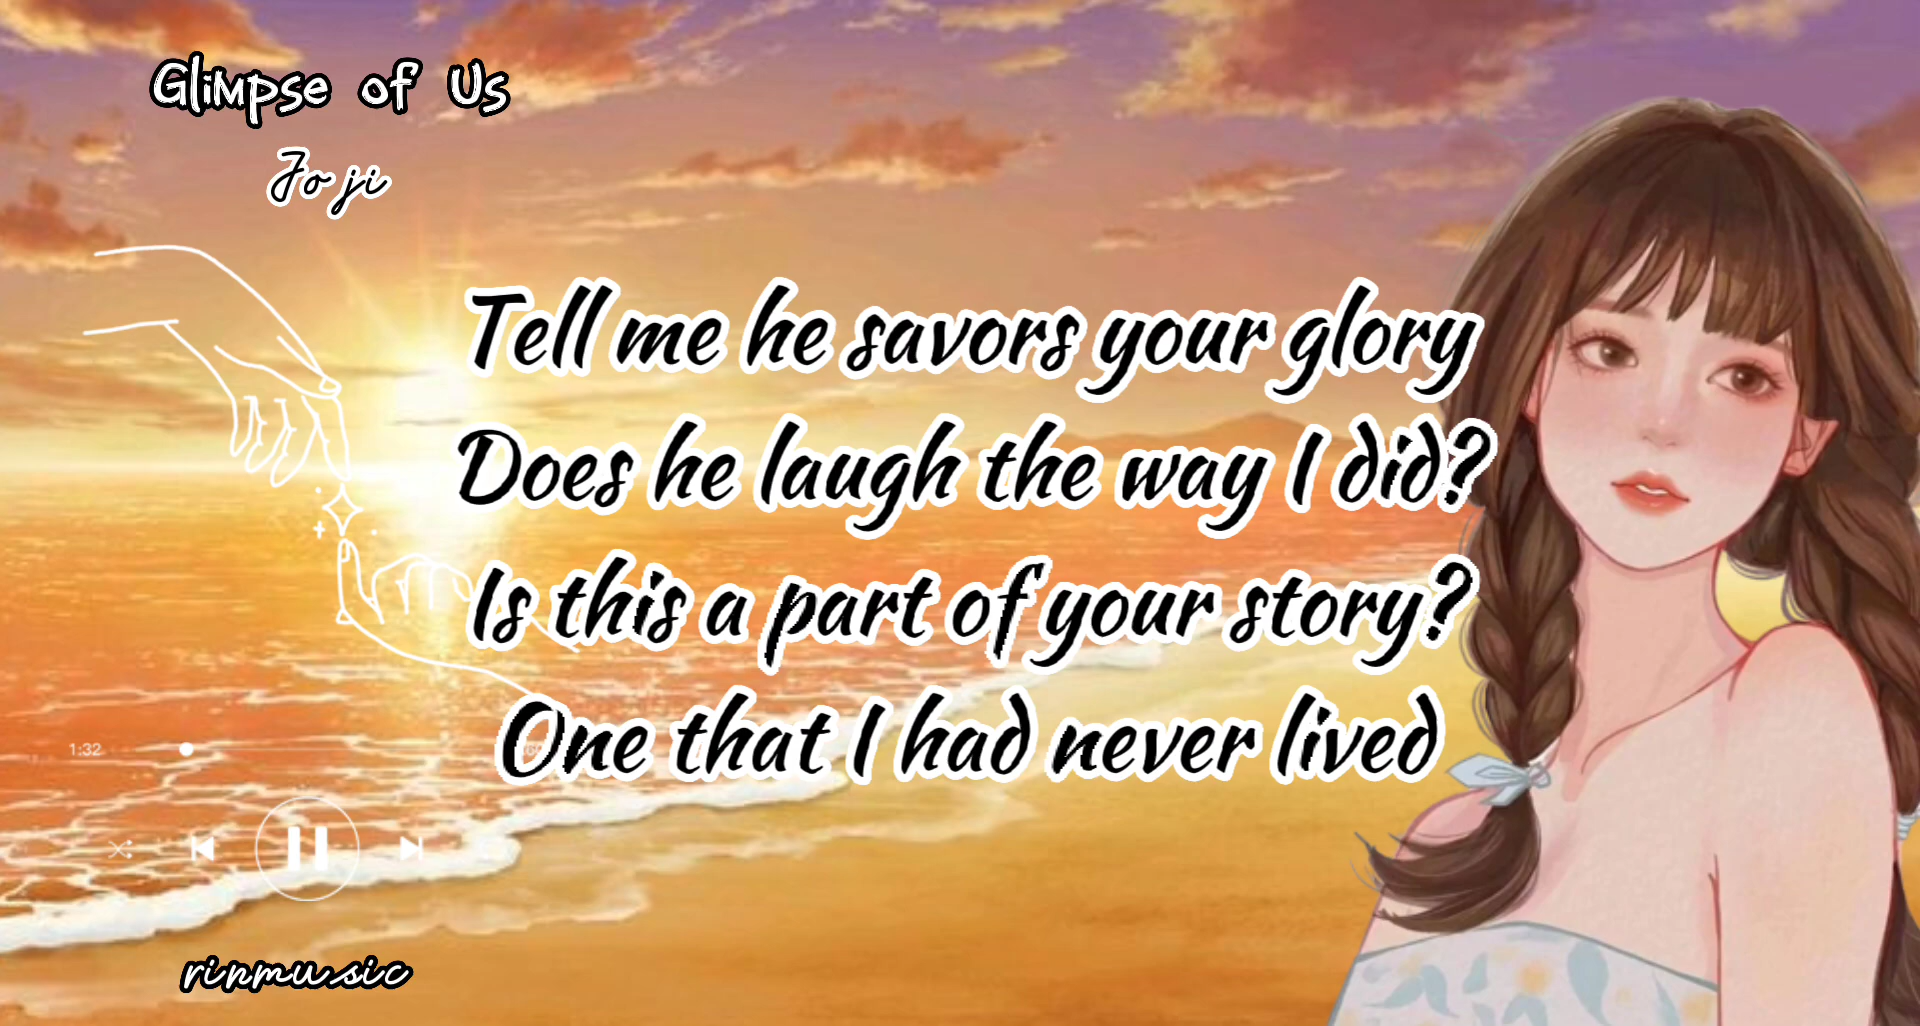 Glimpse of Us
Joji
Tell me he savors your glory
Does he laugh the way I did?
Is this a part of your story?
One that I had never lived
1:32
rinmusic